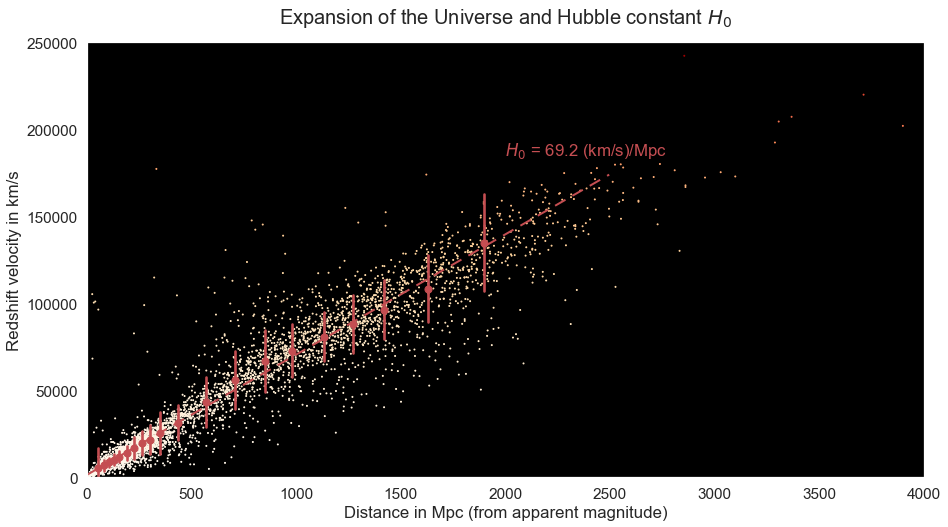 Expansion of the Universe and Hubble constant H₀
250000
200000
150000
100000
50000
0
Redshift velocity in km/s
H₀ = 69.2 (km/s)/Mpc
0 500 1000 1500 2000 2500 3000 3500 4000
Distance in Mpc (from apparent magnitude)